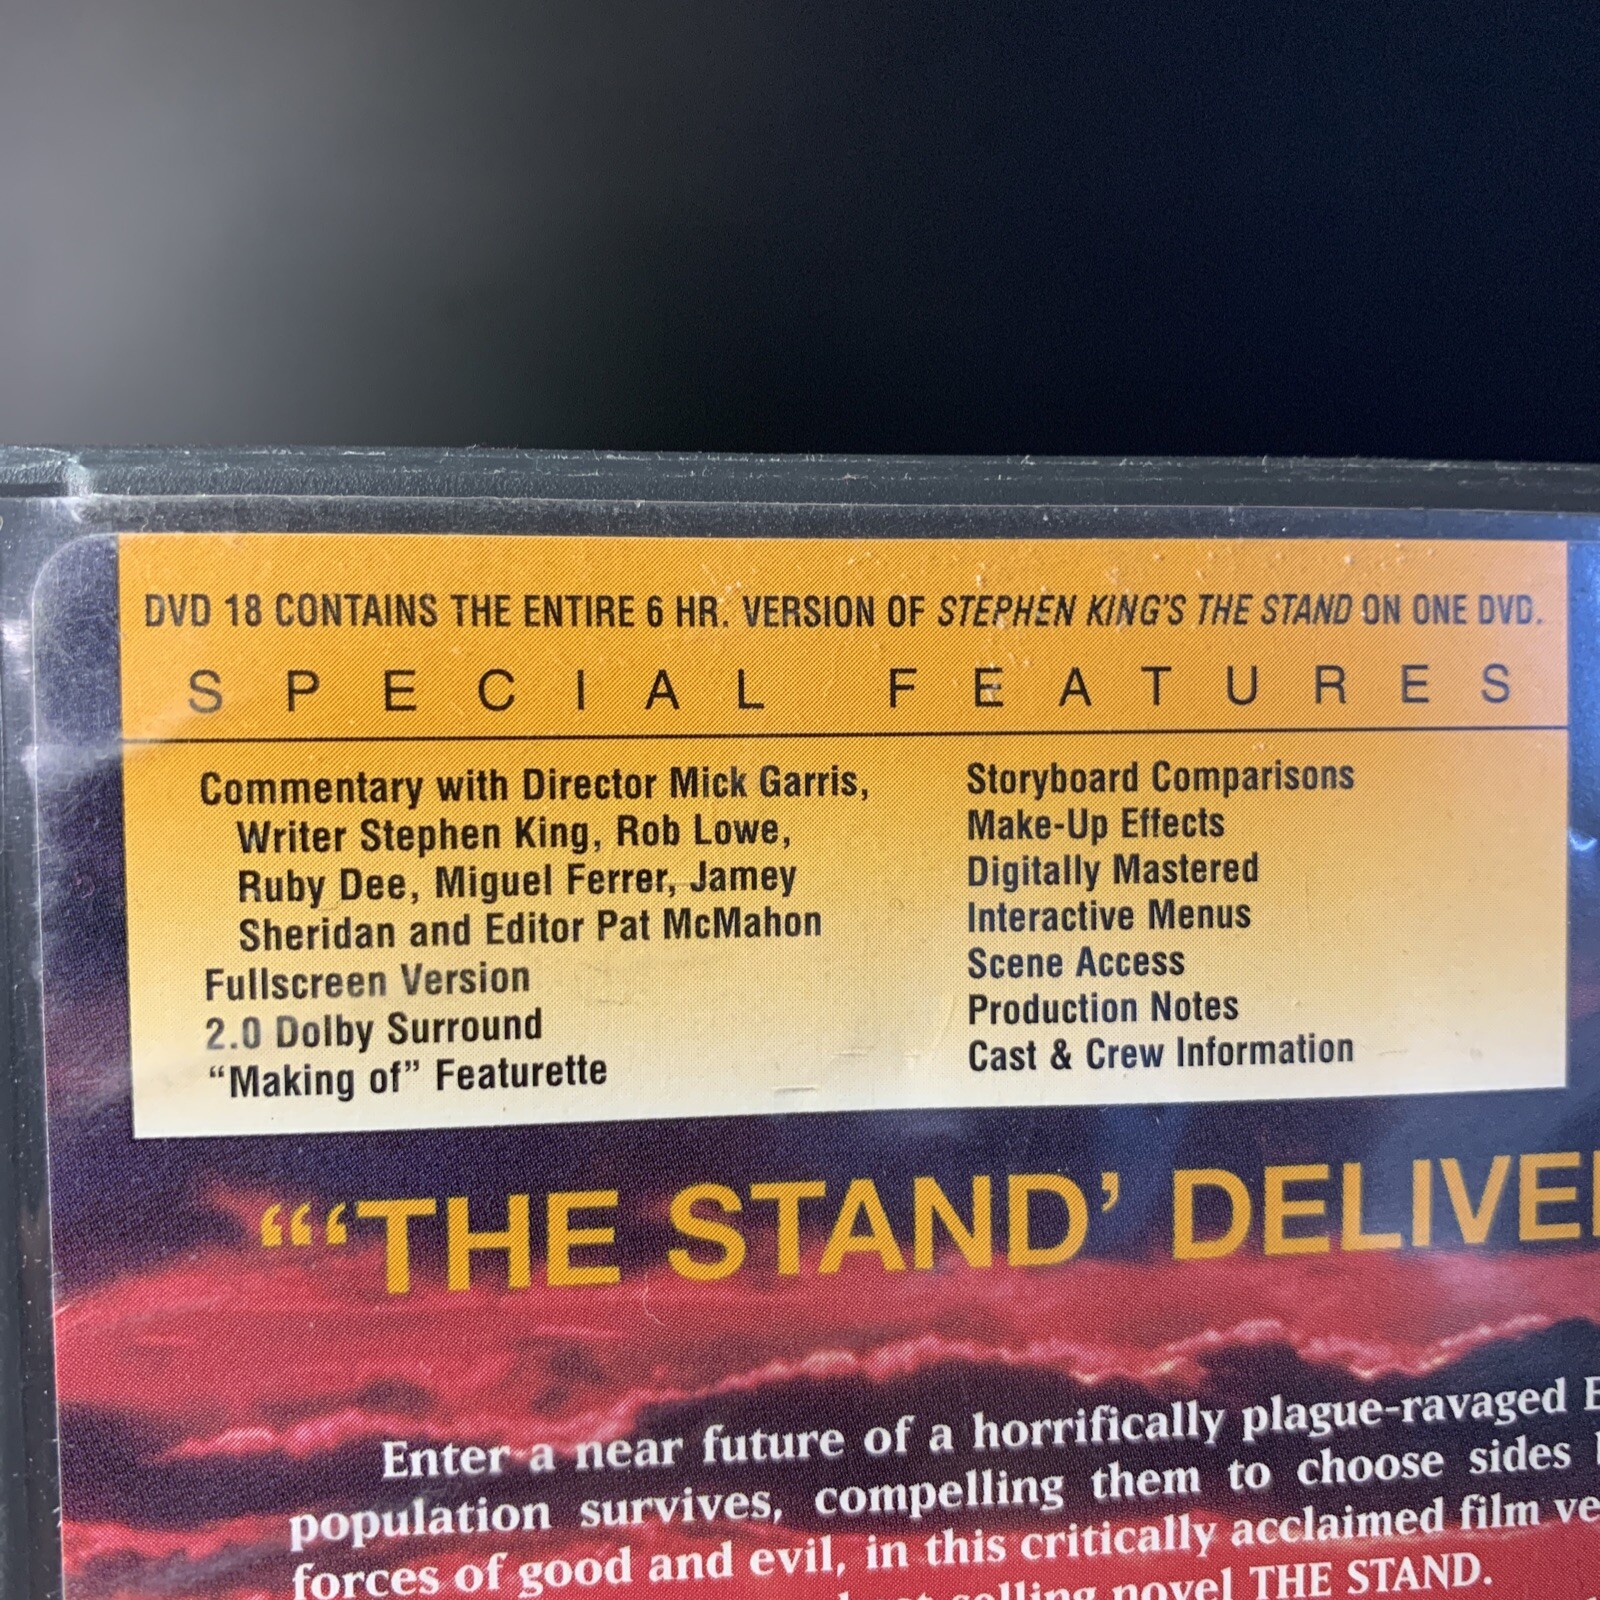 DVD 18 CONTAINS THE ENTIRE 6 HR. VERSION OF STEPHEN KING'S THE STAND ON ONE DVD.
SPECIAL FEATURES
Commentary with Director Mick Garris,
Writer Stephen King, Rob Lowe,
Ruby Dee, Miguel Ferrer, Jamey
Sheridan and Editor Pat McMahon
Fullscreen Version
2.0 Dolby Surround
"Making of" Featurette
Storyboard Comparisons
Make-Up Effects
Digitally Mastered
Interactive Menus
Scene Access
Production Notes
Cast & Crew Information
"“‘THE STAND’ DELIVE
Enter a near future of a horrifically plague-ravaged
population survives, compelling them to choose sides
forces of good and evil, in this critically acclaimed film ve
selling novel THE STAND.